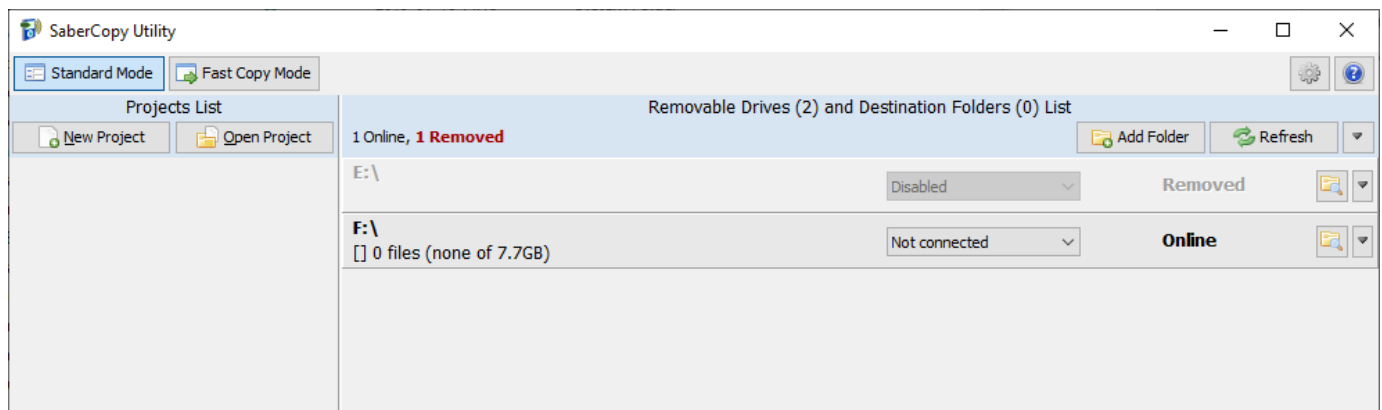 SaberCopy Utility
Standard Mode Fast Copy Mode
Projects List
New Project Open Project
Removable Drives (2) and Destination Folders (0) List
1 Online, 1 Removed Add Folder Refresh
E:\ Disabled Removed
F:\
[] 0 files (none of 7.7GB) Not connected Online